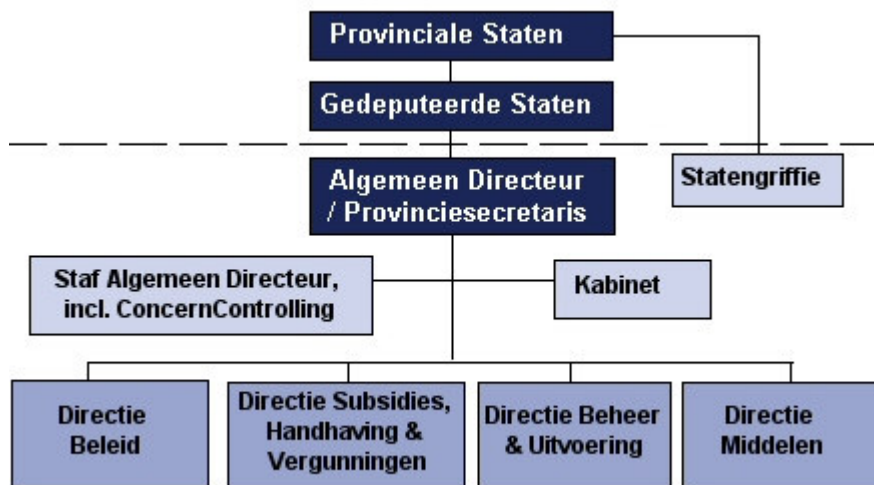 Provinciale Staten
Gedeputeerde Staten
Algemeen Directeur
/ Provinciesecretaris
Statengriffie
Staf Algemeen Directeur,
incl. ConcernControlling
Kabinet
Directie
Beleid
Directie Subsidies,
Handhaving &
Vergunningen
Directie Beheer
& Uitvoering
Directie
Middelen